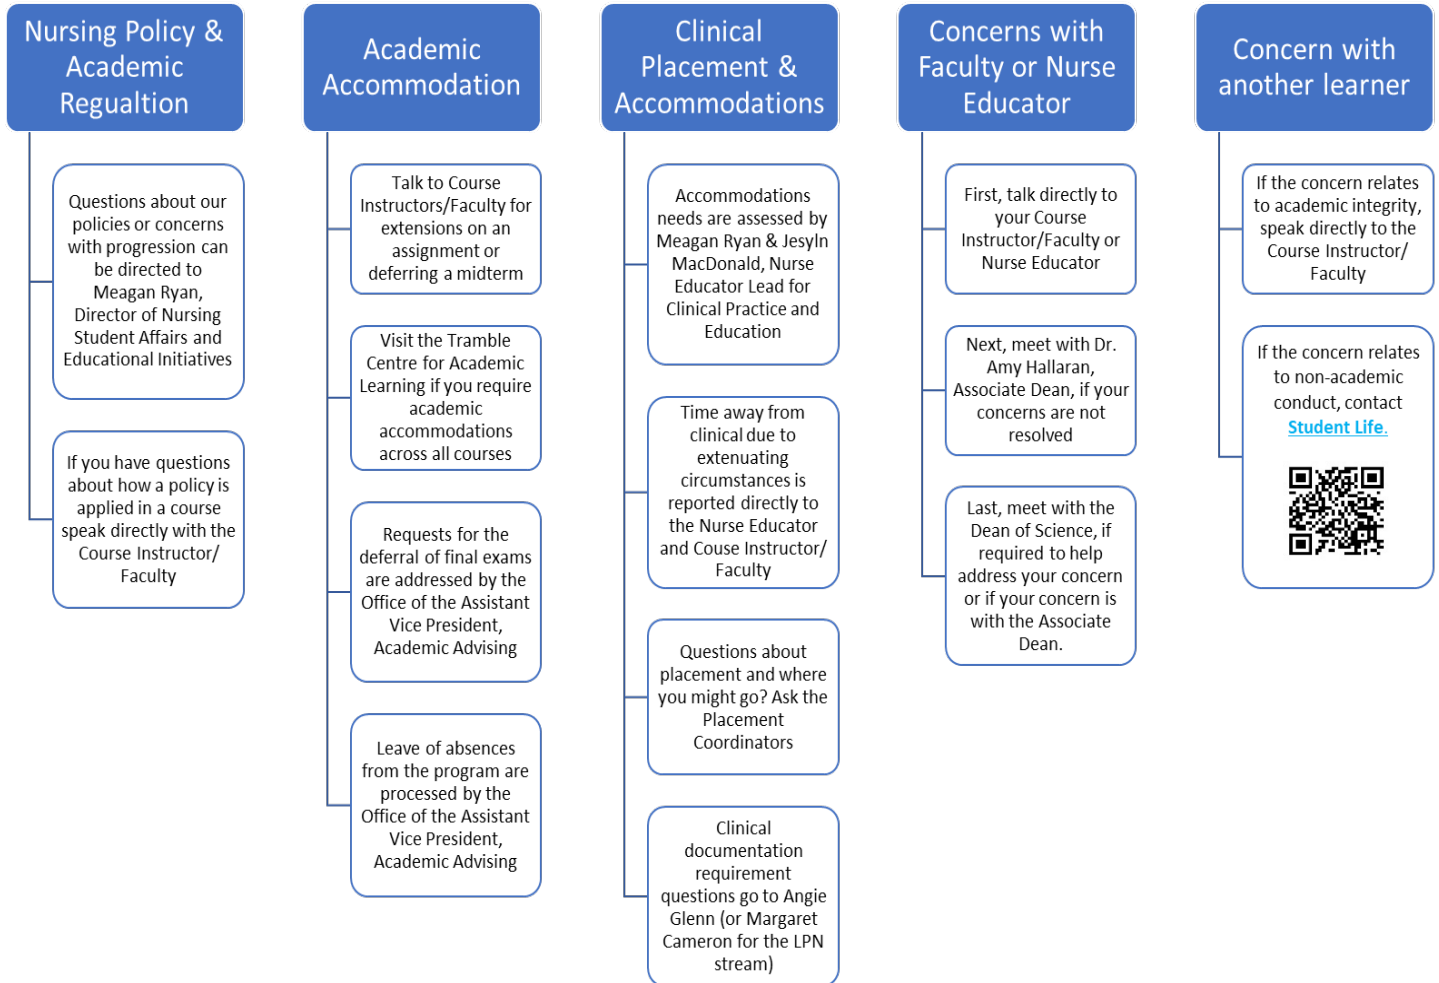 Nursing Policy &
Academic
Regualtion
Questions about our
policies or concerns
with progression can
be directed to
Meagan Ryan,
Director of Nursing
Student Affairs and
Educational Initiatives
If you have questions
about how a policy is
applied in a course
speak directly with the
Course Instructor/
Faculty
Academic
Accommodation
Talk to Course
Instructors/Faculty for
extensions on an
assignment or
deferring a midterm
Visit the Tramble
Centre for Academic
Learning if you require
academic
accommodations
across all courses
Requests for the
deferral of final exams
are addressed by the
Office of the Assistant
Vice President,
Academic Advising
Leave of absences
from the program are
processed by the
Office of the Assistant
Vice President,
Academic Advising
Clinical
Placement &
Accommodations
Accommodations
needs are assessed by
Meagan Ryan & Jesyln
MacDonald, Nurse
Educator Lead for
Clinical Practice and
Education
Time away from
clinical due to
extenuating
circumstances is
reported directly to
the Nurse Educator
and Couse Instructor/
Faculty
Questions about
placement and where
you might go? Ask the
Placement
Coordinators
Clinical
documentation
requirement
questions go to Angie
Glenn (or Margaret
Cameron for the LPN
stream)
Concerns with
Faculty or Nurse
Educator
First, talk directly to
your Course
Instructor/Faculty or
Nurse Educator
Next, meet with Dr.
Amy Hallaran,
Associate Dean, if your
concerns are not
resolved
Last, meet with the
Dean of Science, if
required to help
address your concern
or if your concern is
with the Associate
Dean.
Concern with
another learner
If the concern relates
to academic integrity,
speak directly to the
Course Instructor/
Faculty
If the concern relates
to non-academic
conduct, contact
Student Life.